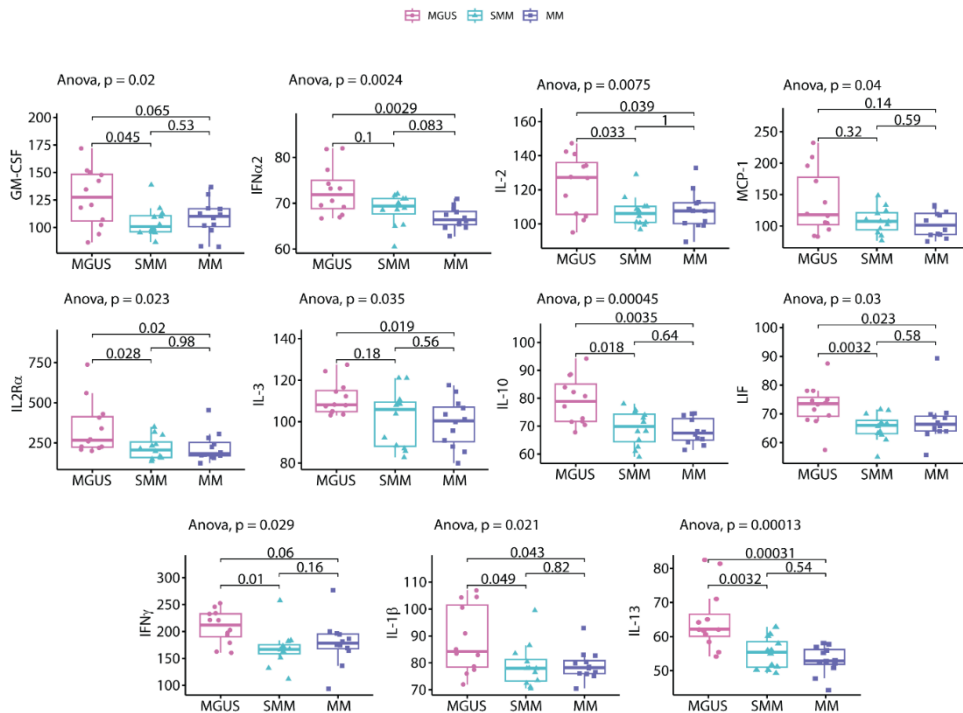 MGUS SMM MM
Anova, p = 0.02
0.065
0.045 0.53
GM-CSF
200
175
150
125
100
MGUS SMM MM
Anova, p = 0.0024
0.0029
0.1 0.083
IFNα2
80
70
60
MGUS SMM MM
Anova, p = 0.0075
0.039
0.033 1
IL-2
160
140
120
100
MGUS SMM MM
Anova, p = 0.04
0.14
0.32 0.59
MCP-1
250
200
150
100
MGUS SMM MM
Anova, p = 0.023
0.02
0.028 0.98
IL2Rα
750
500
250
MGUS SMM MM
Anova, p = 0.035
0.019
0.18 0.56
IL-3
140
120
100
80
MGUS SMM MM
Anova, p = 0.00045
0.0035
0.018 0.64
IL-10
100
90
80
70
60
MGUS SMM MM
Anova, p = 0.03
0.023
0.0032 0.58
LIF
100
90
80
70
60
MGUS SMM MM
Anova, p = 0.029
0.06
0.01 0.16
IFNγ
300
250
200
150
100
MGUS SMM MM
Anova, p = 0.021
0.043
0.049 0.82
IL-1β
110
100
90
80
70
MGUS SMM MM
Anova, p = 0.00013
0.00031
0.0032 0.54
IL-13
80
70
60
50
MGUS SMM MM